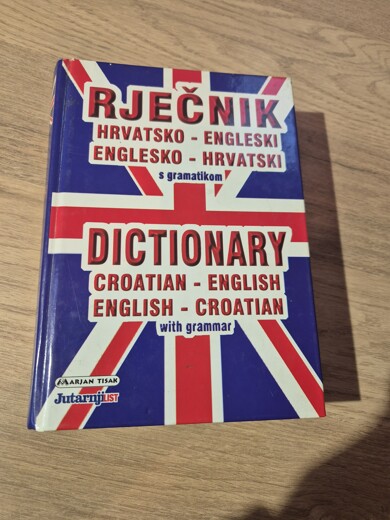 RJEČNIK
HRVATSKO - ENGLESKI
ENGLESKO - HRVATSKI
s gramatikom
DICTIONARY
CROATIAN - ENGLISH
ENGLISH - CROATIAN
with grammar
MARJAN TISAK
Jutarnji LIST